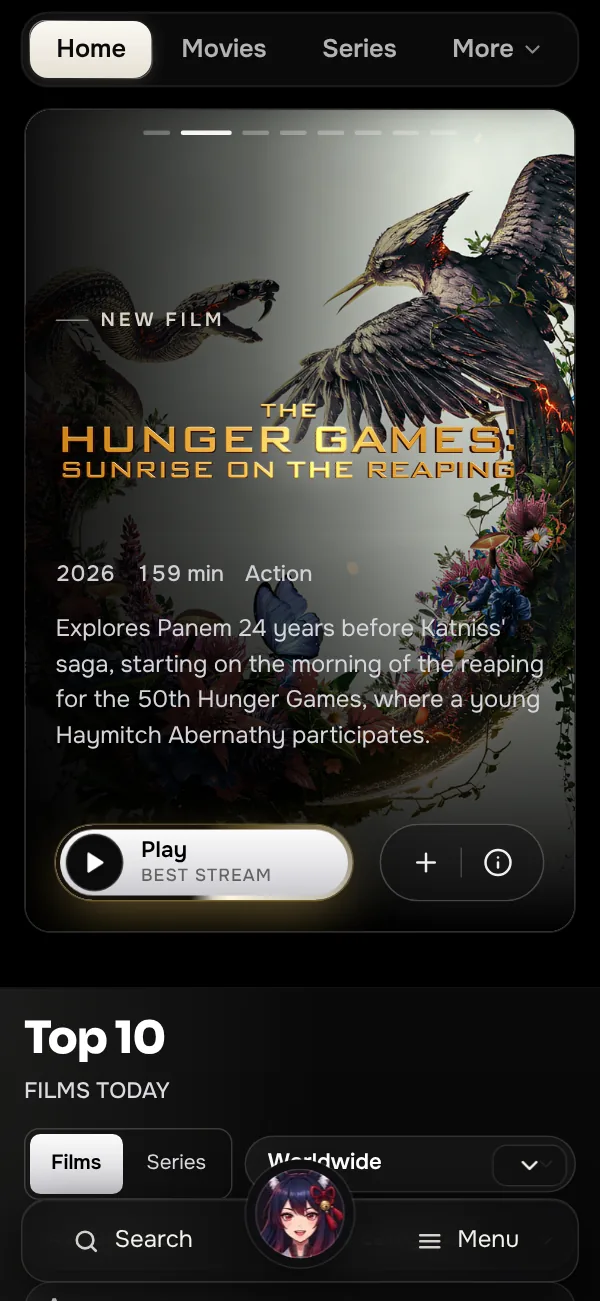 Home Movies Series More
NEW FILM
THE
HUNGER GAMES:
SUNRISE ON THE REAPING
2026 159 min Action
Explores Panem 24 years before Katniss'
saga, starting on the morning of the reaping
for the 50th Hunger Games, where a young
Haymitch Abernathy participates.
Play
BEST STREAM
Top 10
FILMS TODAY
Films Series Worldwide
Search Menu